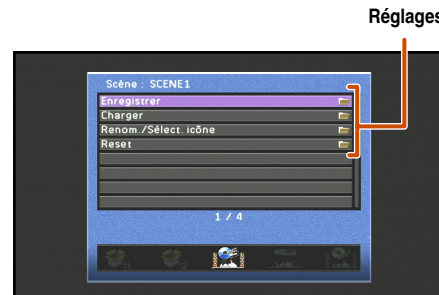 Réglages
Scène : SCENE1
Enregistrer
Charger
Renom./Sélect. icône
Reset
1 / 4